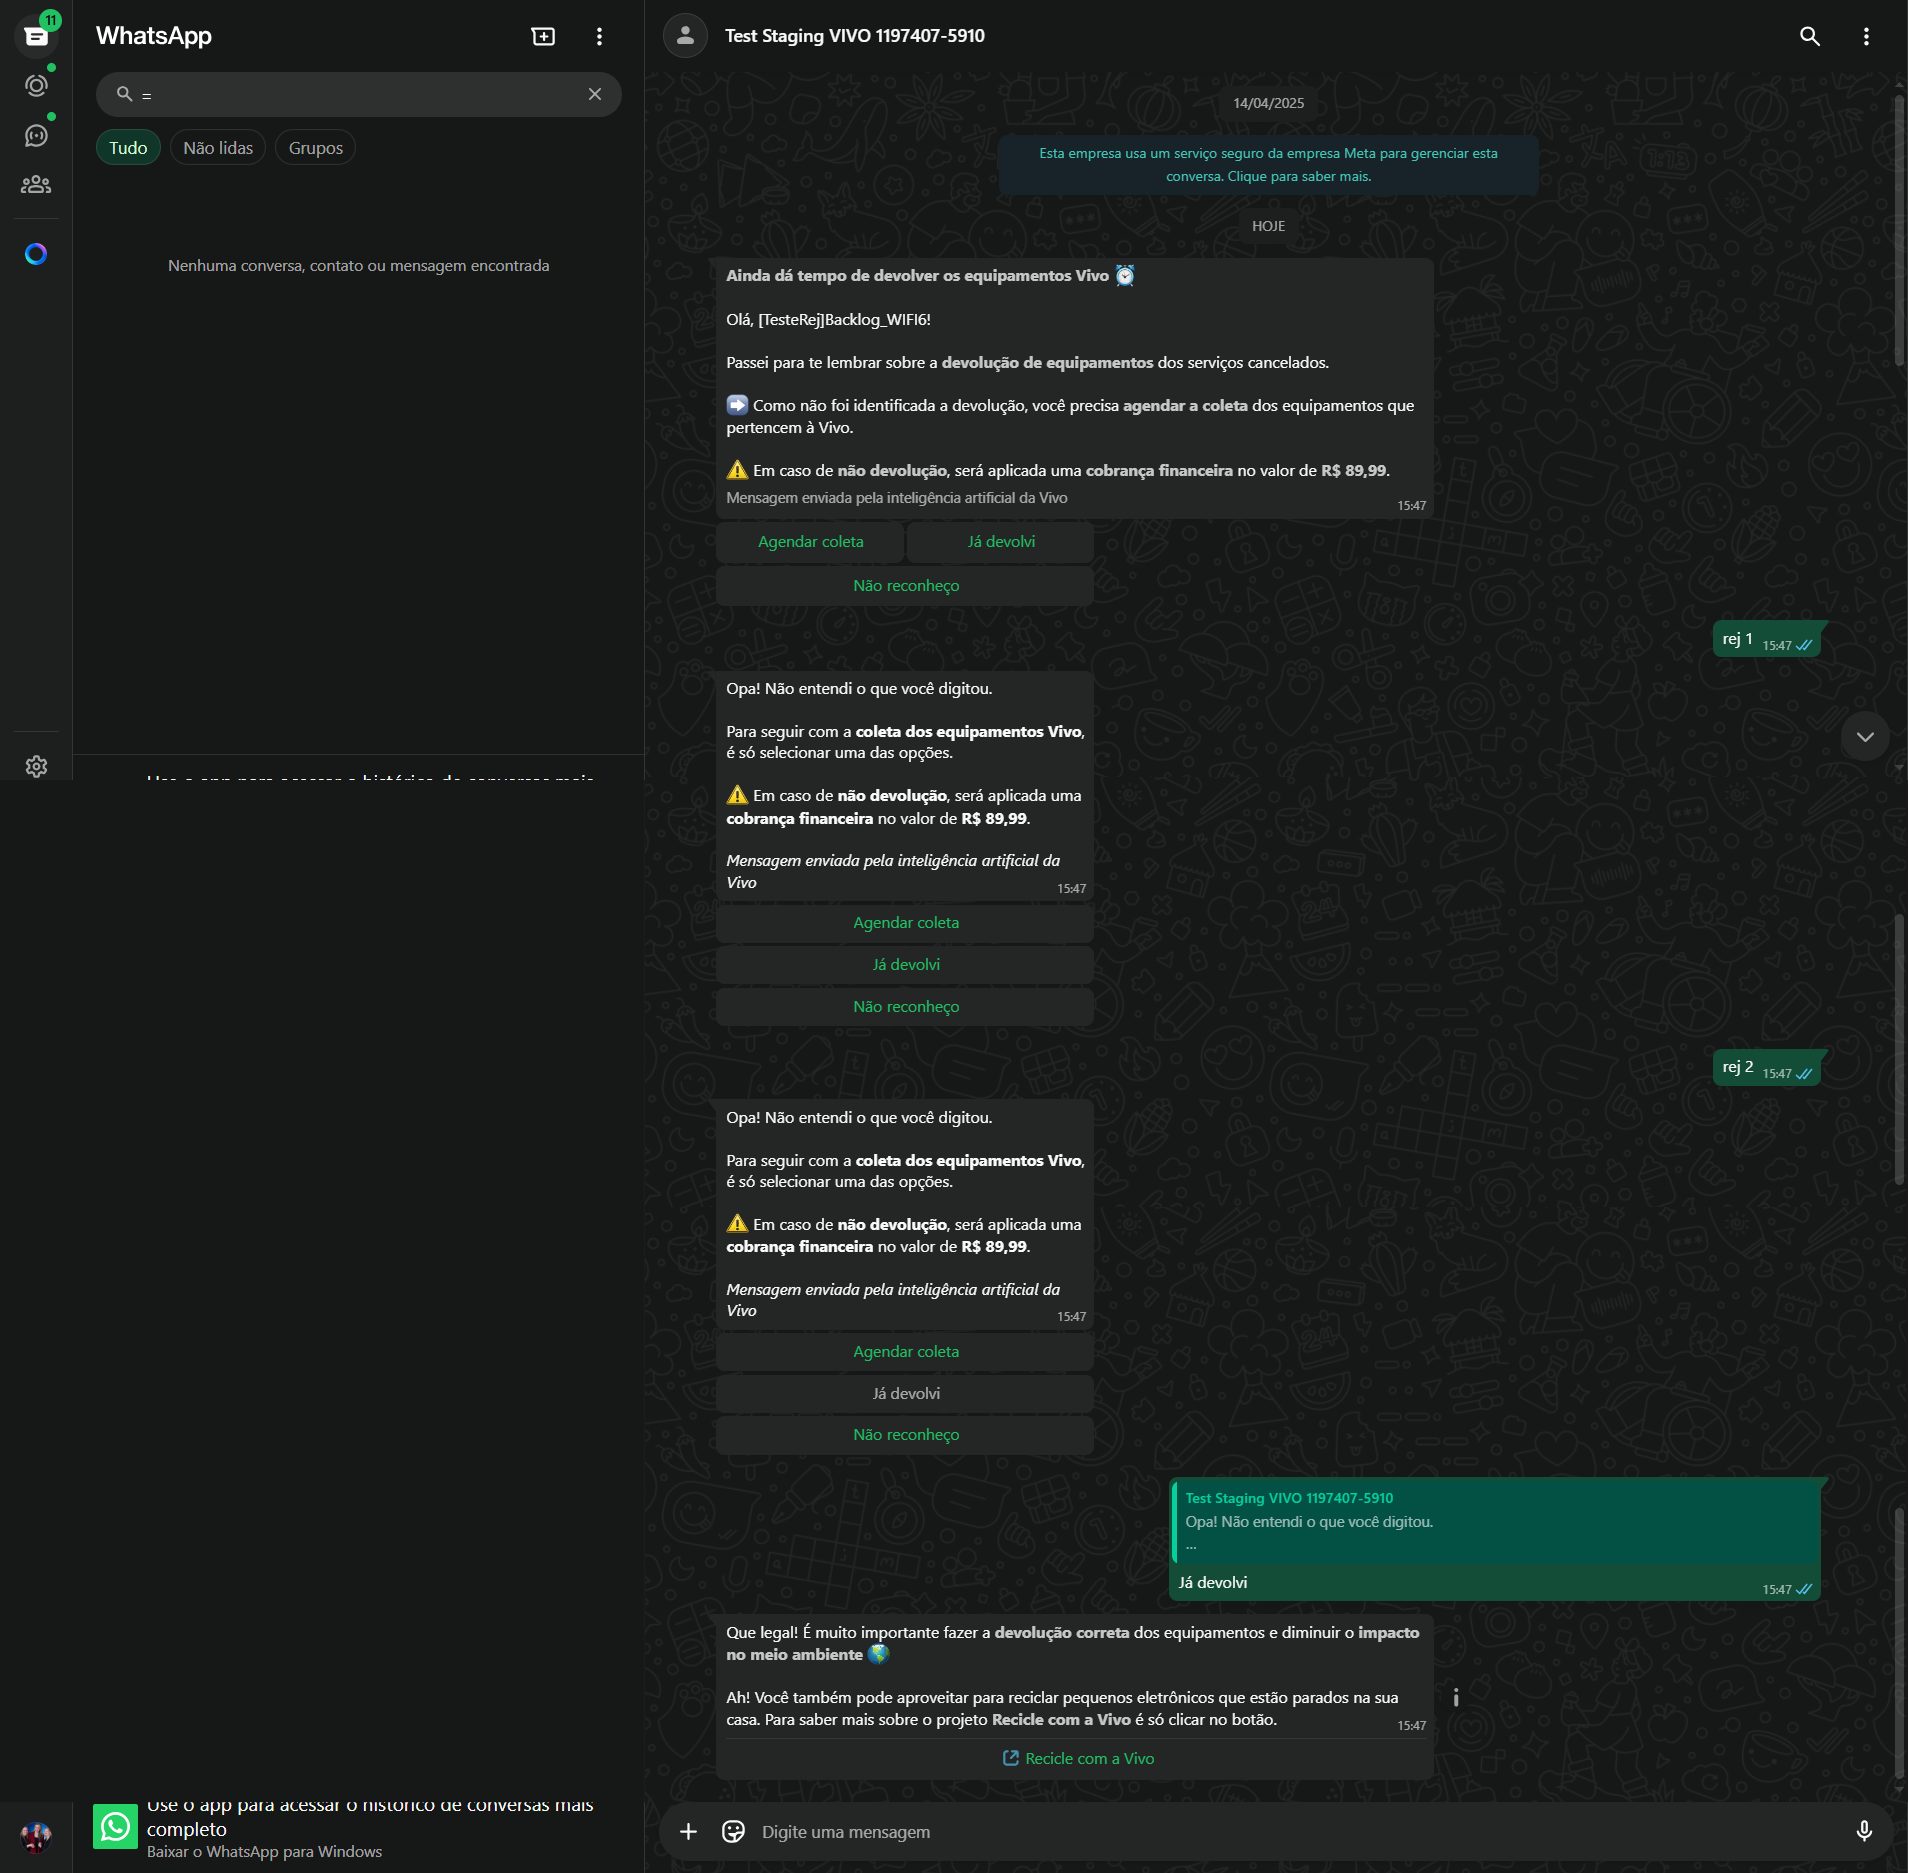 11
WhatsApp
=
Tudo
Não lidas
Grupos
Nenhuma conversa, contato ou mensagem encontrada
Use o app para acessar o histórico de conversas mais
completo
Baixar o WhatsApp para Windows
Test Staging VIVO 1197407-5910
14/04/2025
Esta empresa usa um serviço seguro da empresa Meta para gerenciar esta
conversa. Clique para saber mais.
HOJE
Ainda dá tempo de devolver os equipamentos Vivo ⏰
Olá, [TesteRej]Backlog_WIFI6!
Passei para te lembrar sobre a devolução de equipamentos dos serviços cancelados.
➡️ Como não foi identificada a devolução, você precisa agendar a coleta dos equipamentos que
pertencem à Vivo.
⚠️ Em caso de não devolução, será aplicada uma cobrança financeira no valor de R$ 89,99.
Mensagem enviada pela inteligência artificial da Vivo
15:47
Agendar coleta
Já devolvi
Não reconheço
rej 1 15:47
Opa! Não entendi o que você digitou.
Para seguir com a coleta dos equipamentos Vivo,
é só selecionar uma das opções.
⚠️ Em caso de não devolução, será aplicada uma
cobrança financeira no valor de R$ 89,99.
Mensagem enviada pela inteligência artificial da
Vivo
15:47
Agendar coleta
Já devolvi
Não reconheço
rej 2 15:47
Opa! Não entendi o que você digitou.
Para seguir com a coleta dos equipamentos Vivo,
é só selecionar uma das opções.
⚠️ Em caso de não devolução, será aplicada uma
cobrança financeira no valor de R$ 89,99.
Mensagem enviada pela inteligência artificial da
Vivo
15:47
Agendar coleta
Já devolvi
Não reconheço
Test Staging VIVO 1197407-5910
Opa! Não entendi o que você digitou.
...
Já devolvi
15:47
Que legal! É muito importante fazer a devolução correta dos equipamentos e diminuir o impacto
no meio ambiente 🌎
Ah! Você também pode aproveitar para reciclar pequenos eletrônicos que estão parados na sua
casa. Para saber mais sobre o projeto Recicle com a Vivo é só clicar no botão.
15:47
Recicle com a Vivo
Digite uma mensagem